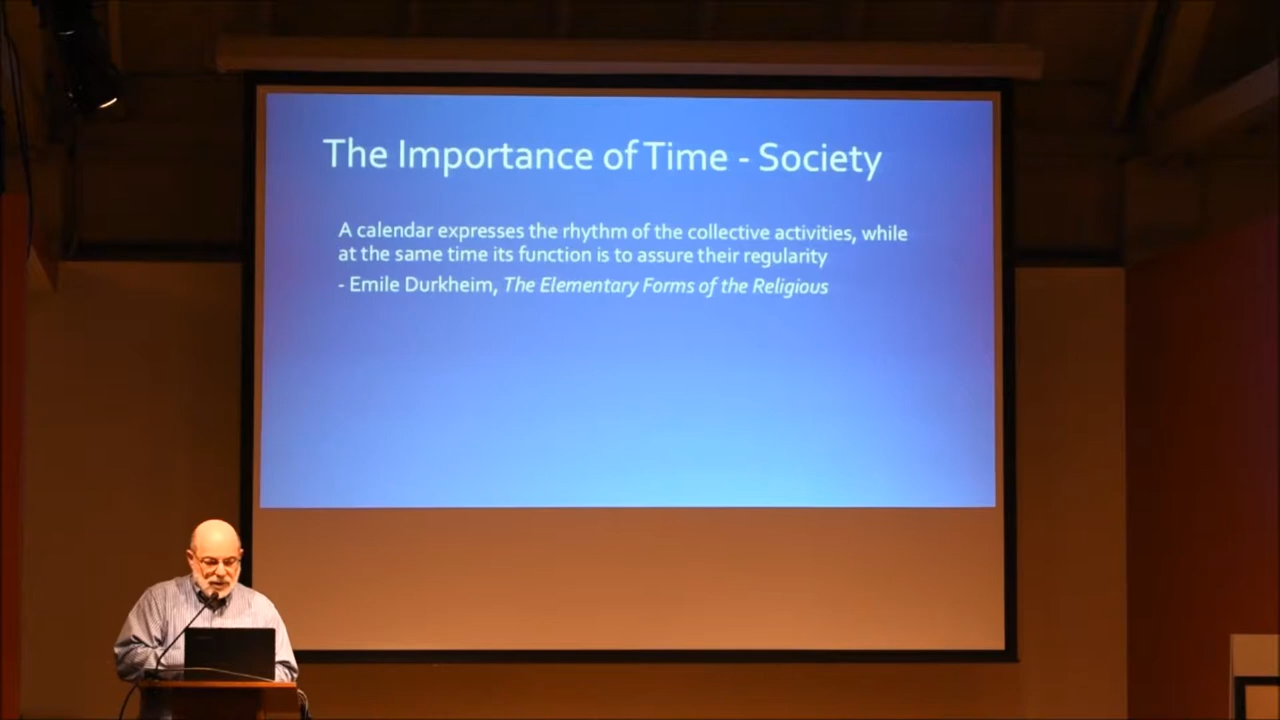 The Importance of Time - Society
A calendar expresses the rhythm of the collective activities, while
at the same time its function is to assure their regularity
- Emile Durkheim, The Elementary Forms of the Religious